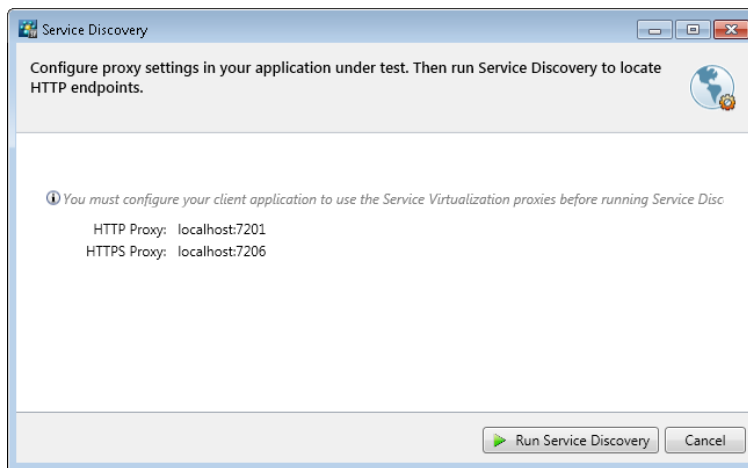 Service Discovery
Configure proxy settings in your application under test. Then run Service Discovery to locate
HTTP endpoints.
You must configure your client application to use the Service Virtualization proxies before running Service Disc
HTTP Proxy: localhost:7201
HTTPS Proxy: localhost:7206
Run Service Discovery Cancel